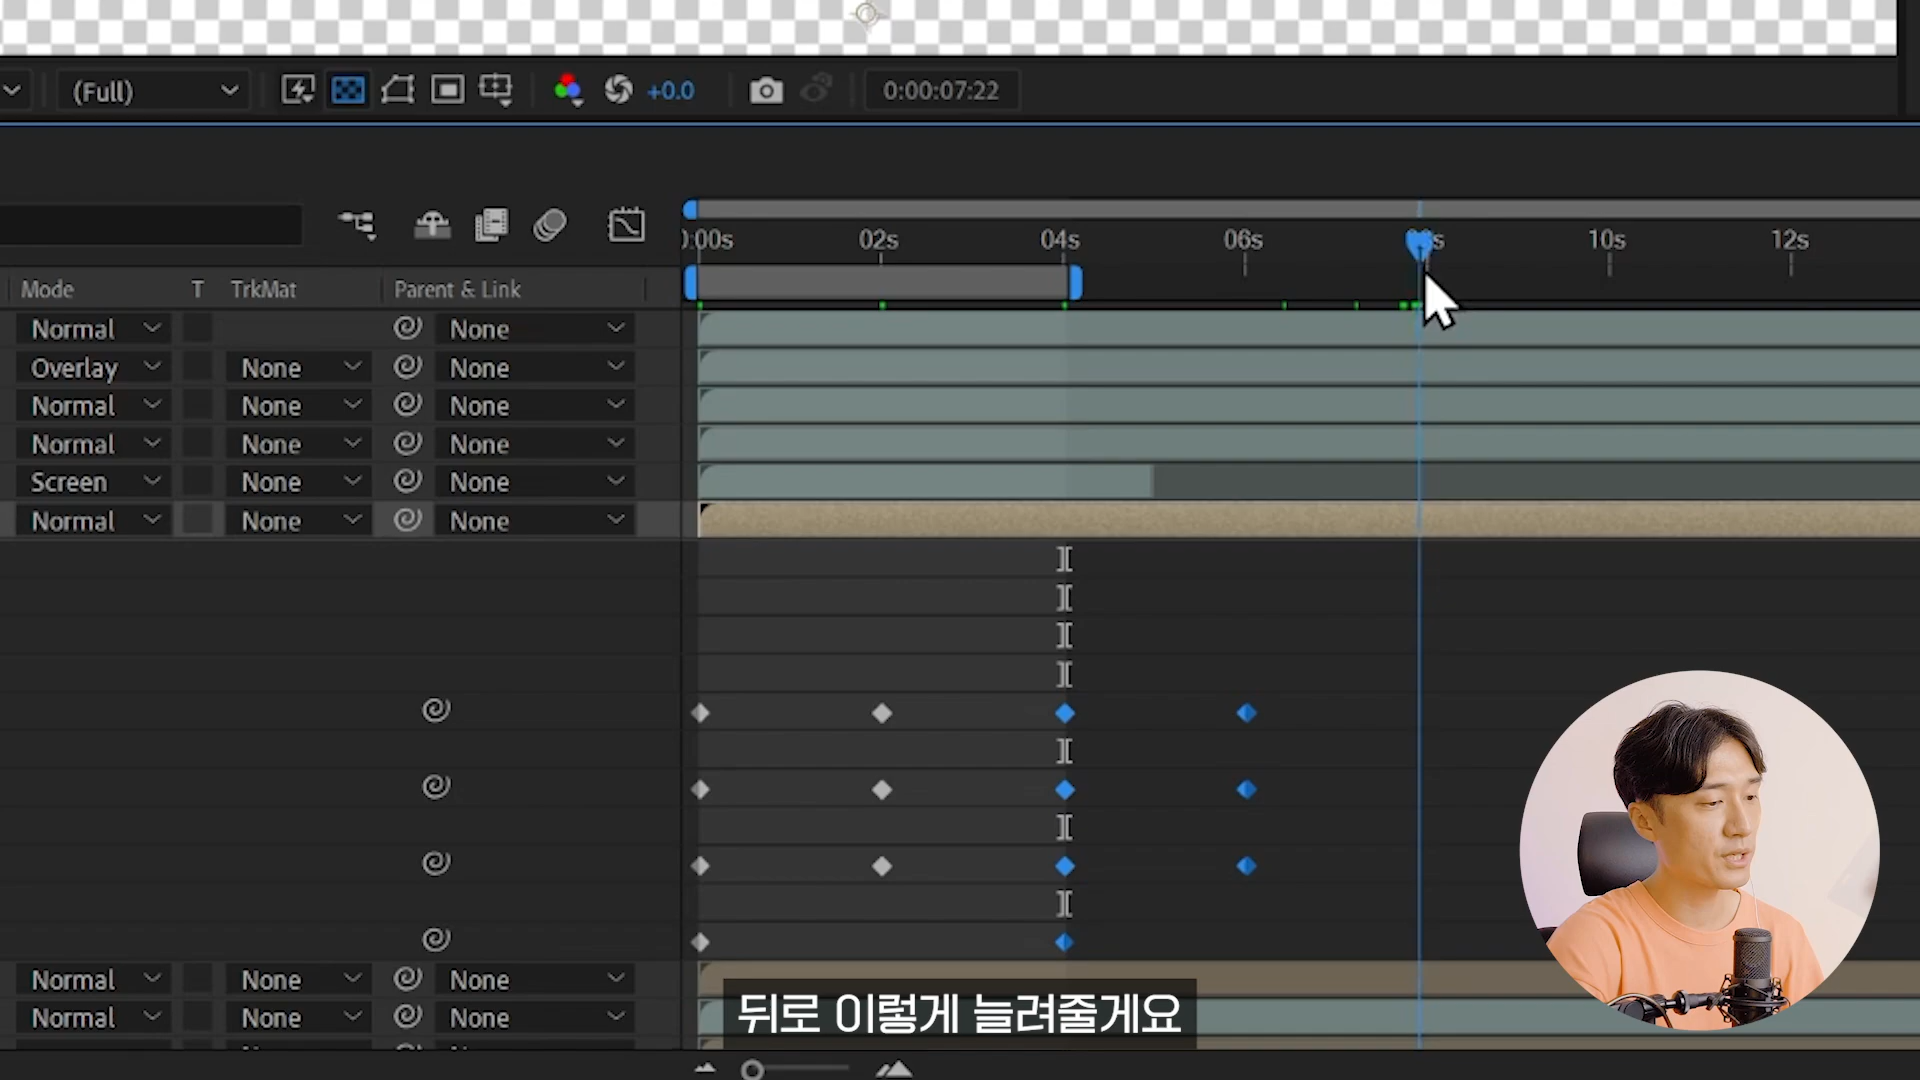 (Full)
+0.0
0:00:07:22
0:00s 02s 04s 06s 10s 12s
Mode T TrkMat Parent & Link
Normal None
Overlay None None
Normal None None
Normal None None
Screen None None
Normal None None
Normal None None
Normal None None
뒤로 이렇게 늘려줄게요